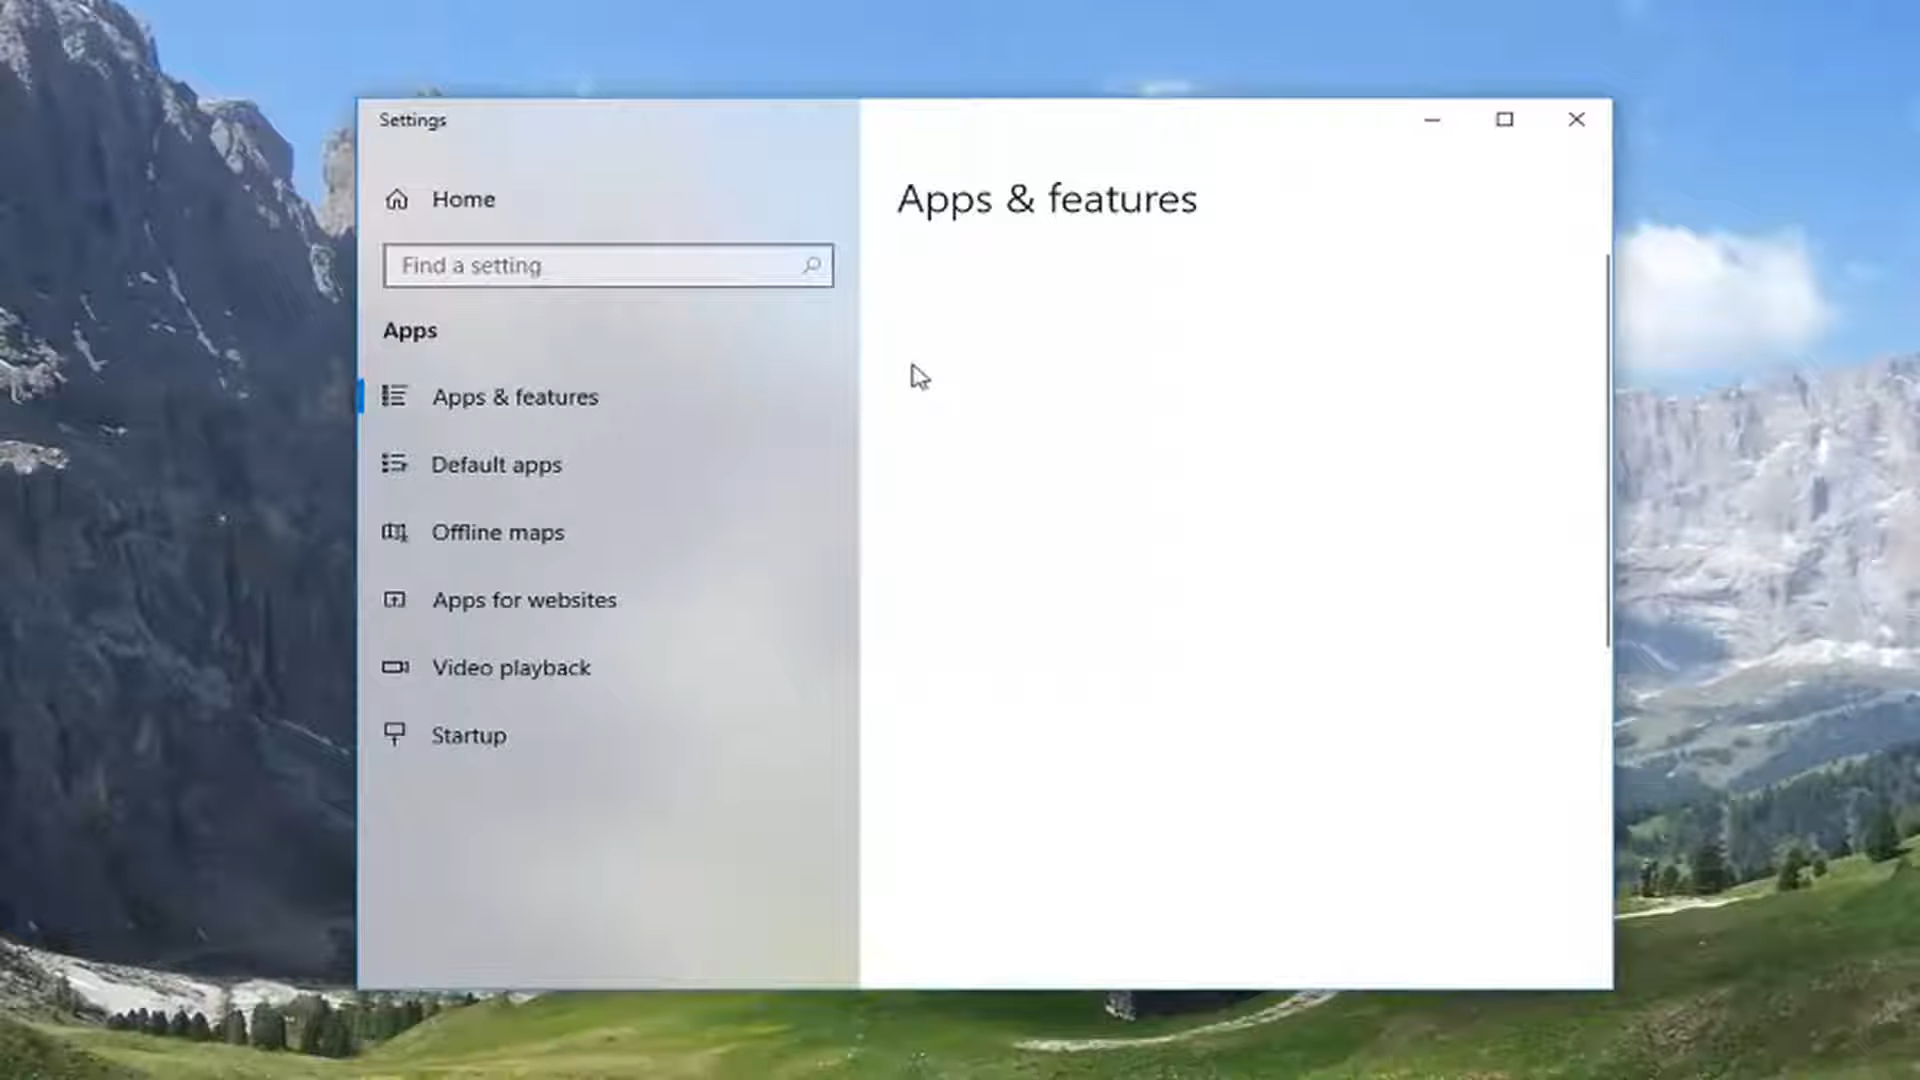 Settings
Home
Find a setting
Apps
Apps & features
Default apps
Offline maps
Apps for websites
Video playback
Startup
Apps & features